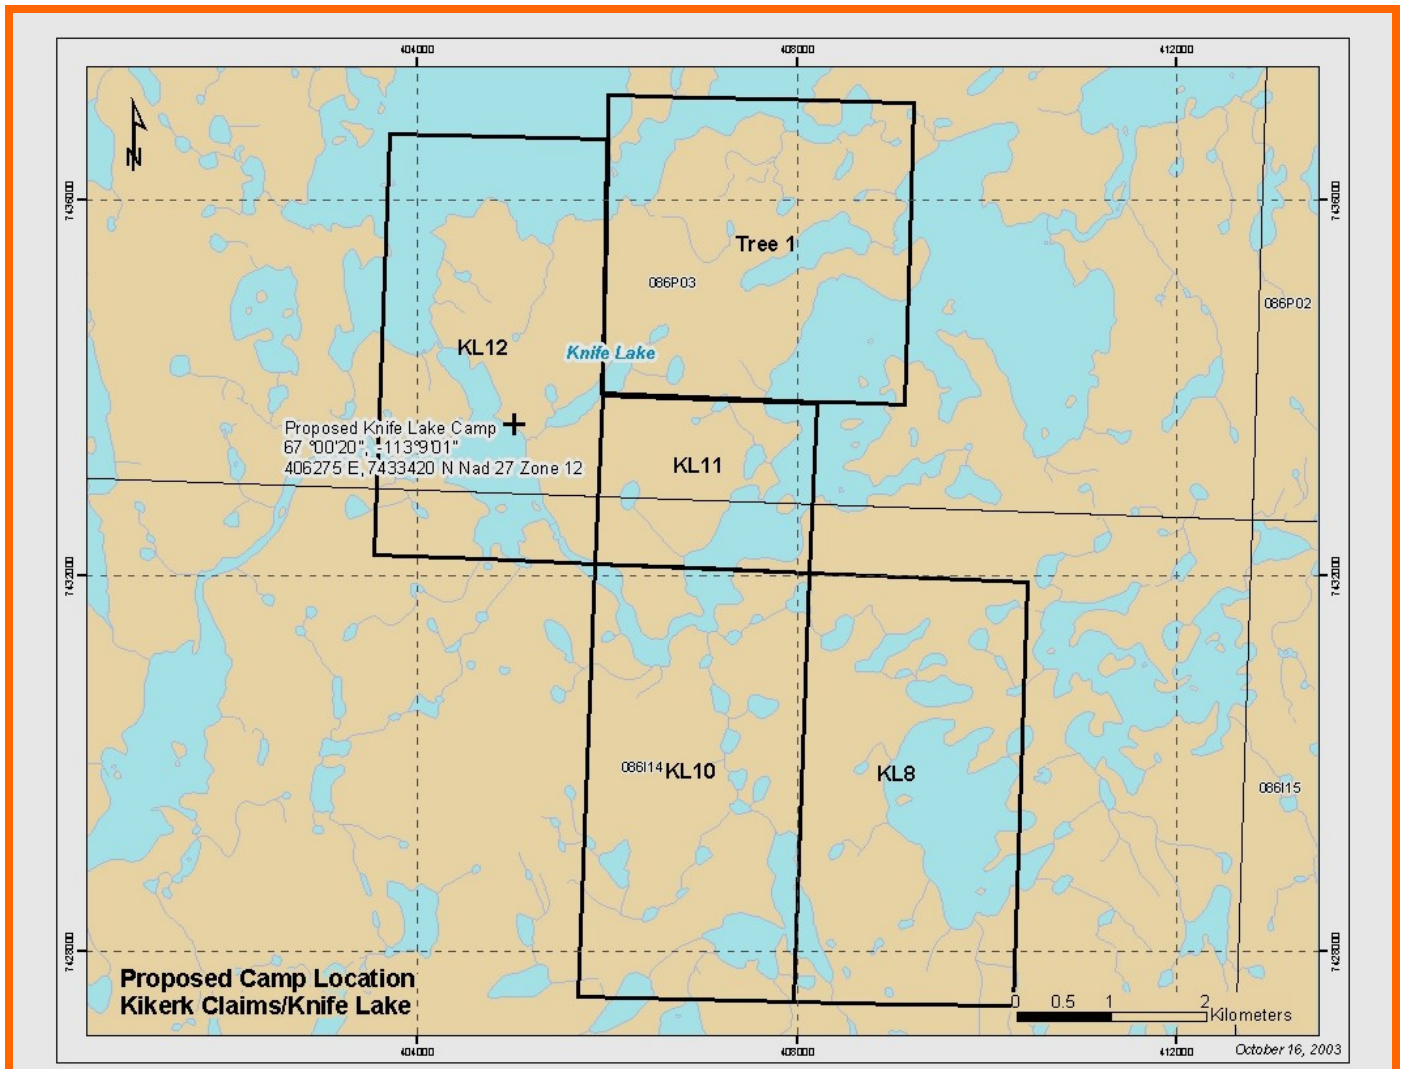 404000 408000 412000
N
7436000 7436000
Tree 1
086P03
086P02
KL12
Knife Lake
Proposed Knife Lake Camp
67 °00'20", -113°9'01"
406275 E, 7433420 N Nad 27 Zone 12
KL11
7432000 7432000
086I14 KL10
KL8
086I15
7428000 7428000
Proposed Camp Location
Kikerk Claims/Knife Lake
0 0.5 1 2
Kilometers
404000 408000 412000
October 16, 2003